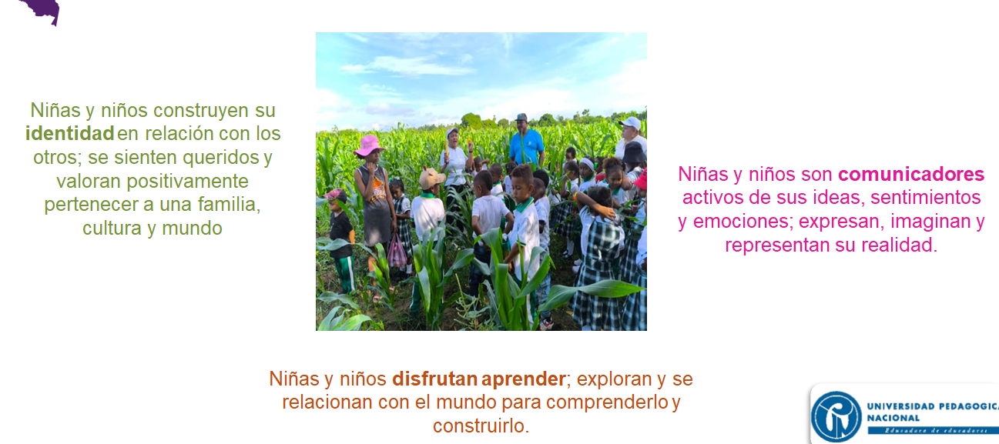 Niñas y niños construyen su
identidad en relación con los
otros; se sienten queridos y
valoran positivamente
pertenecer a una familia,
cultura y mundo
Niñas y niños son comunicadores
activos de sus ideas, sentimientos
y emociones; expresan, imaginan y
representan su realidad.
Niñas y niños disfrutan aprender; exploran y se
relacionan con el mundo para comprenderlo y
construirlo.
UNIVERSIDAD PEDAGOGICA
NACIONAL
Educadora de educadores